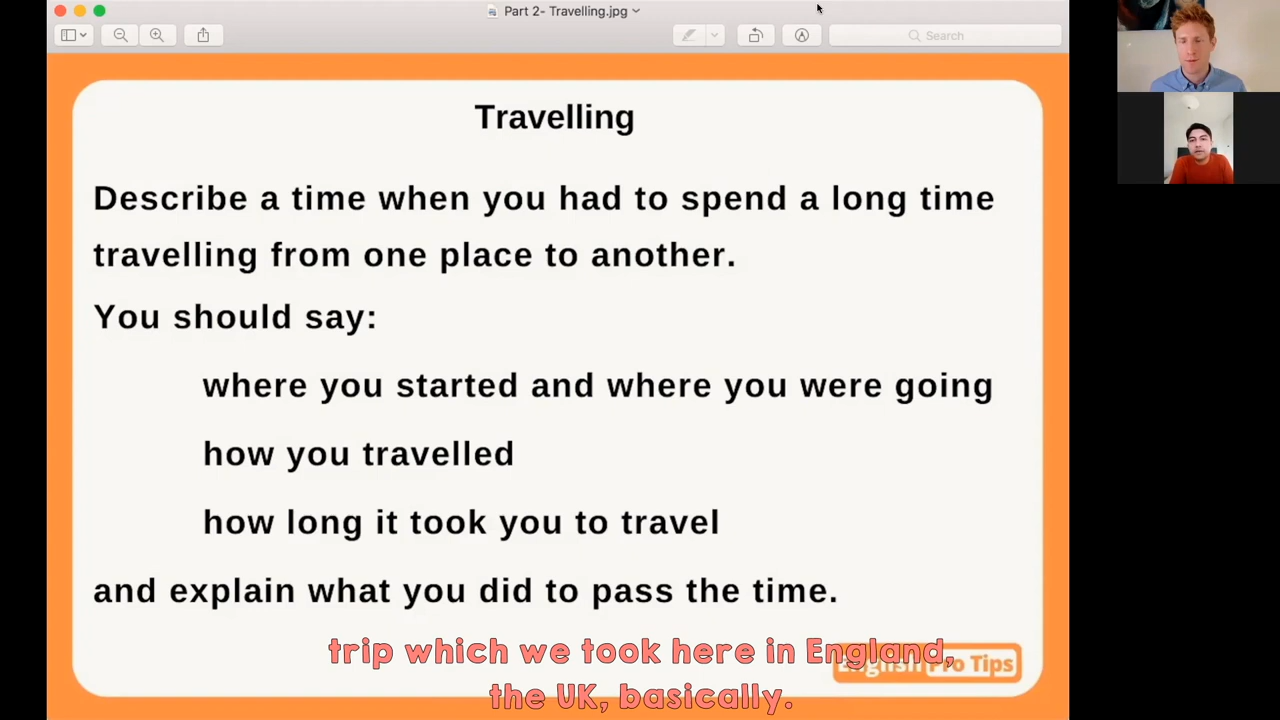 Part 2- Travelling.jpg
Search
Travelling
Describe a time when you had to spend a long time
travelling from one place to another.
You should say:
where you started and where you were going
how you travelled
how long it took you to travel
and explain what you did to pass the time.
trip which we took here in England,
the UK, basically.
English Pro Tips